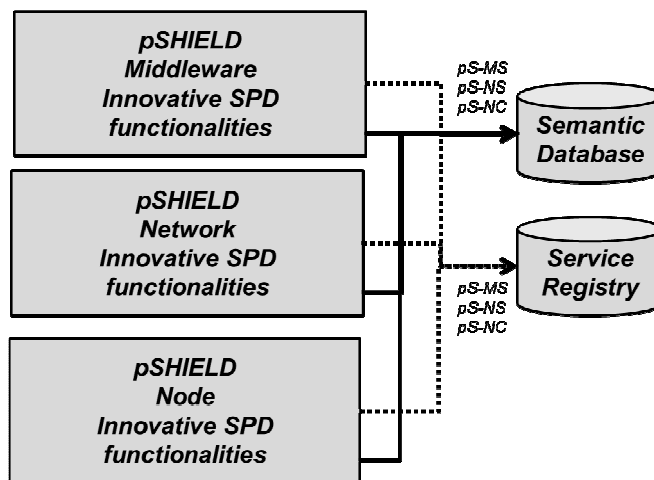 pSHIELD
Middleware
Innovative SPD
functionalities
pS-MS
pS-NS
pS-NC
Semantic
Database
pSHIELD
Network
Innovative SPD
functionalities
Service
Registry
pS-MS
pS-NS
pS-NC
pSHIELD
Node
Innovative SPD
functionalities